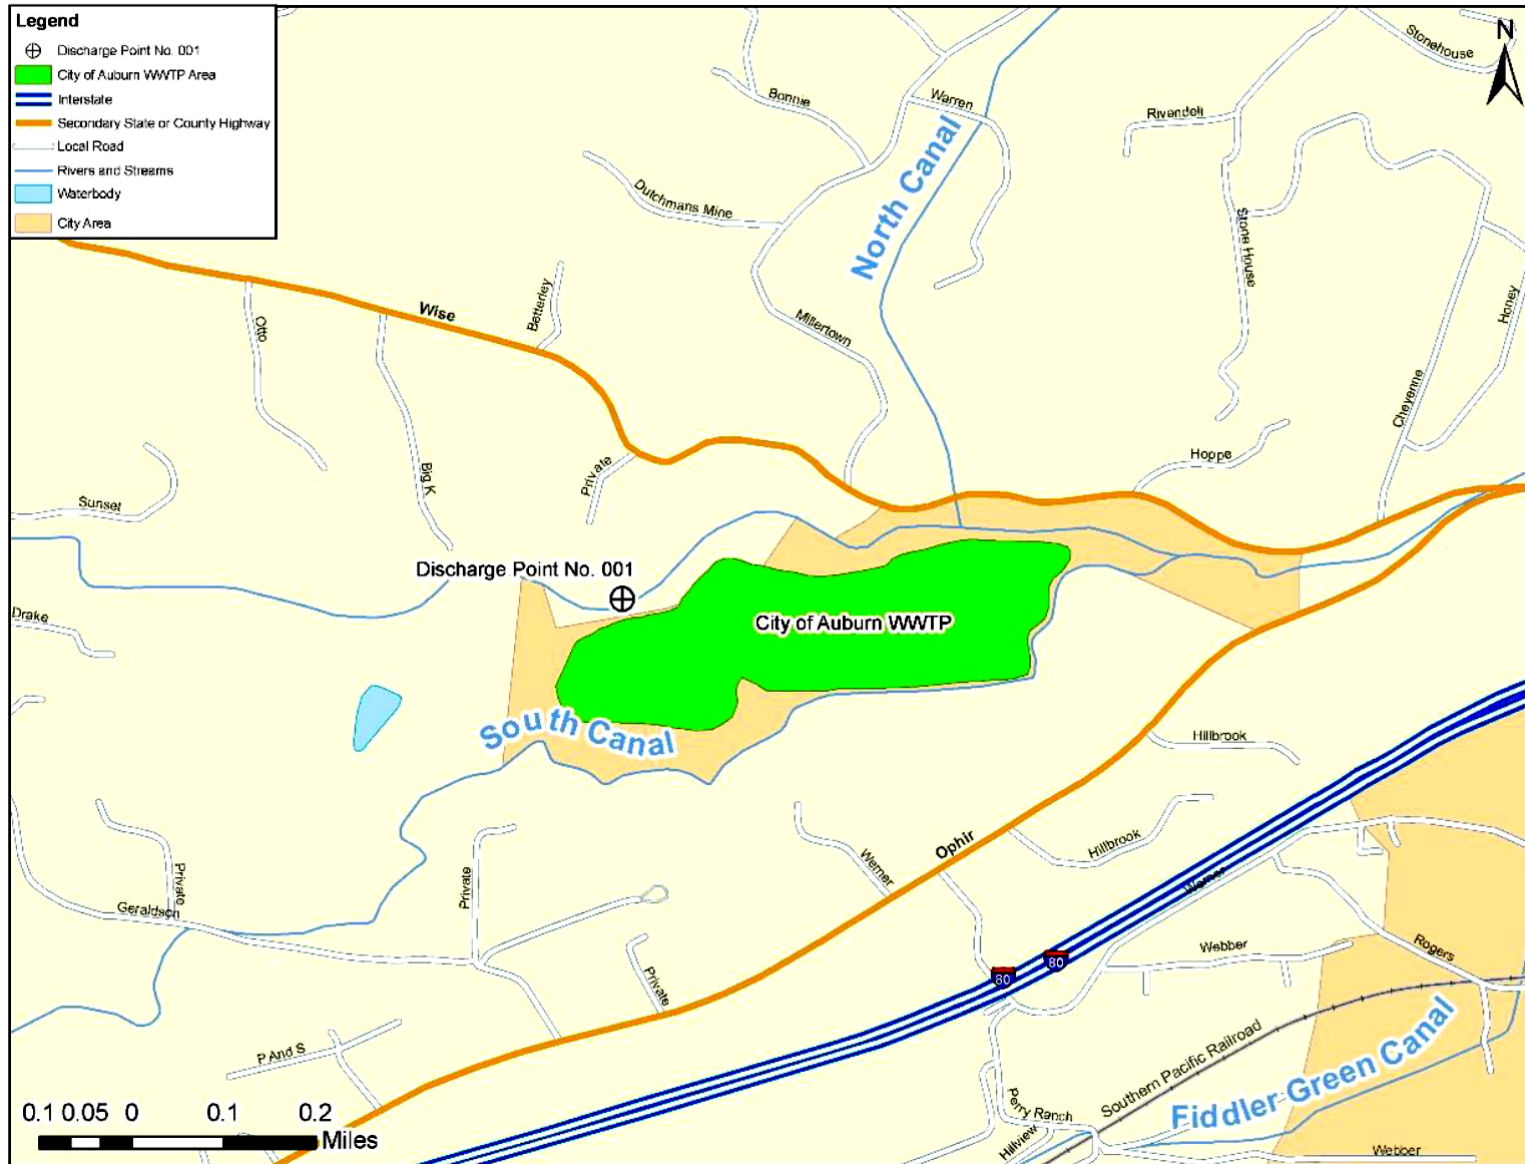 Legend
Discharge Point No. 001
City of Auburn WWTP Area
Interstate
Secondary State or County Highway
Local Road
Rivers and Streams
Waterbody
City Area
N
Stonehouse
Bonnie
Warren
Rivendell
North Canal
Dutchmans Mine
Stone House
Wise
Betterley
Otto
Millertown
Honey
Cheyenne
Big K
Private
Hoppe
Sunset
Discharge Point No. 001
Drake
City of Auburn WWTP
South Canal
Hillbrook
Hillbrook
Ophir
Werner
Werner
Private
Private
Geraldson
Webber
Rogers
Private
80
80
P And S
Southern Pacific Railroad
Fiddler Green Canal
Perry Ranch
Hillview
Webber
0.1 0.05 0 0.1 0.2
Miles